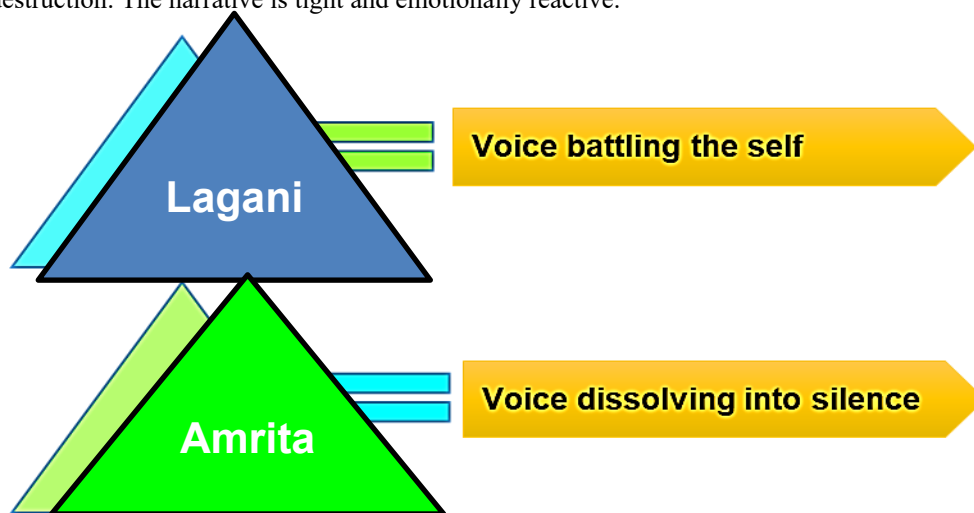 destruction. The narrative is tight and emotionally reactive.
Voice battling the self
Lagani
Voice dissolving into silence
Amrita